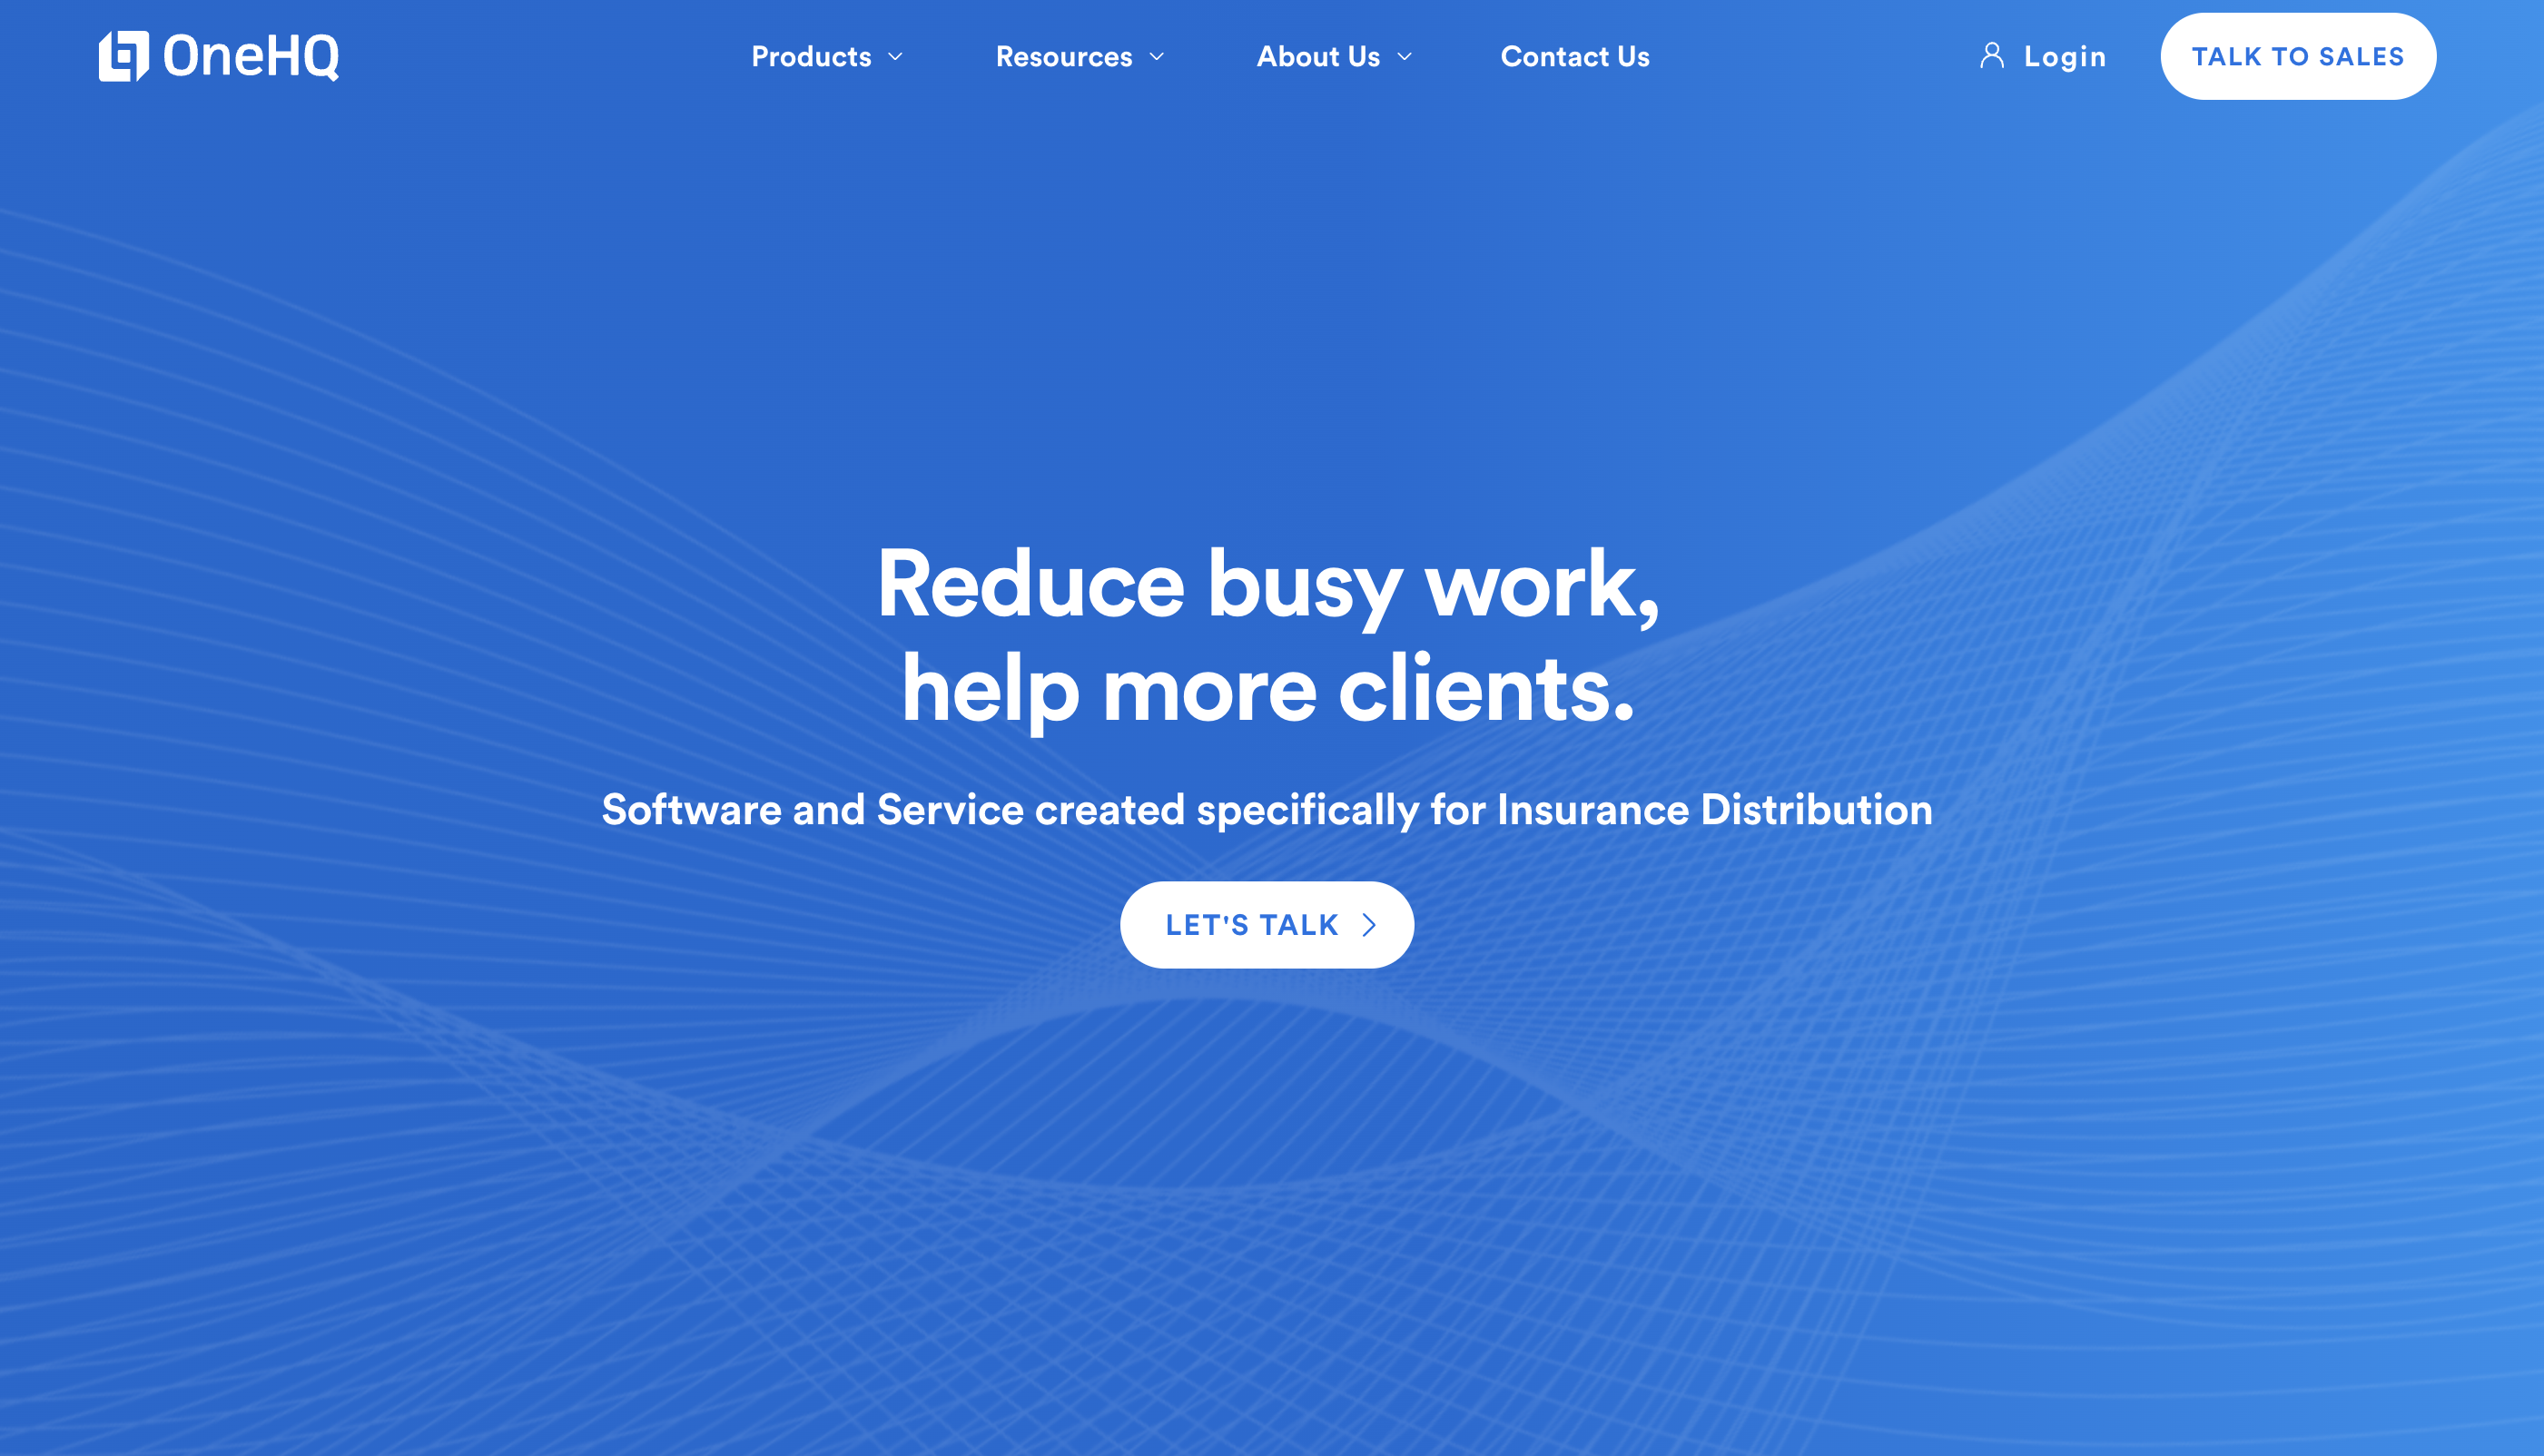 OneHQ
Products
Resources
About Us
Contact Us
Login
TALK TO SALES
Reduce busy work,
help more clients.
Software and Service created specifically for Insurance Distribution
LET'S TALK